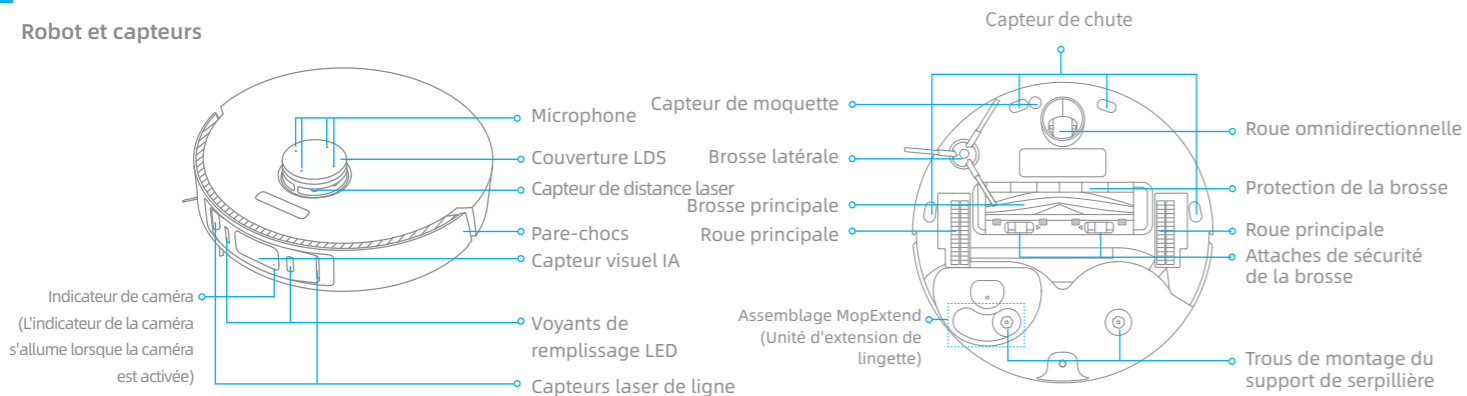 Robot et capteurs
Microphone
Couverture LDS
Capteur de distance laser
Pare-chocs
Capteur visuel IA
Indicateur de caméra
(L'indicateur de la caméra
s'allume lorsque la caméra
est activée)
Voyants de
remplissage LED
Capteurs laser de ligne
Capteur de chute
Capteur de moquette
Brosse latérale
Brosse principale
Roue principale
Assemblage MopExtend
(Unité d'extension de
lingette)
Roue omnidirectionnelle
Protection de la brosse
Roue principale
Attaches de sécurité
de la brosse
Trous de montage du
support de serpillière